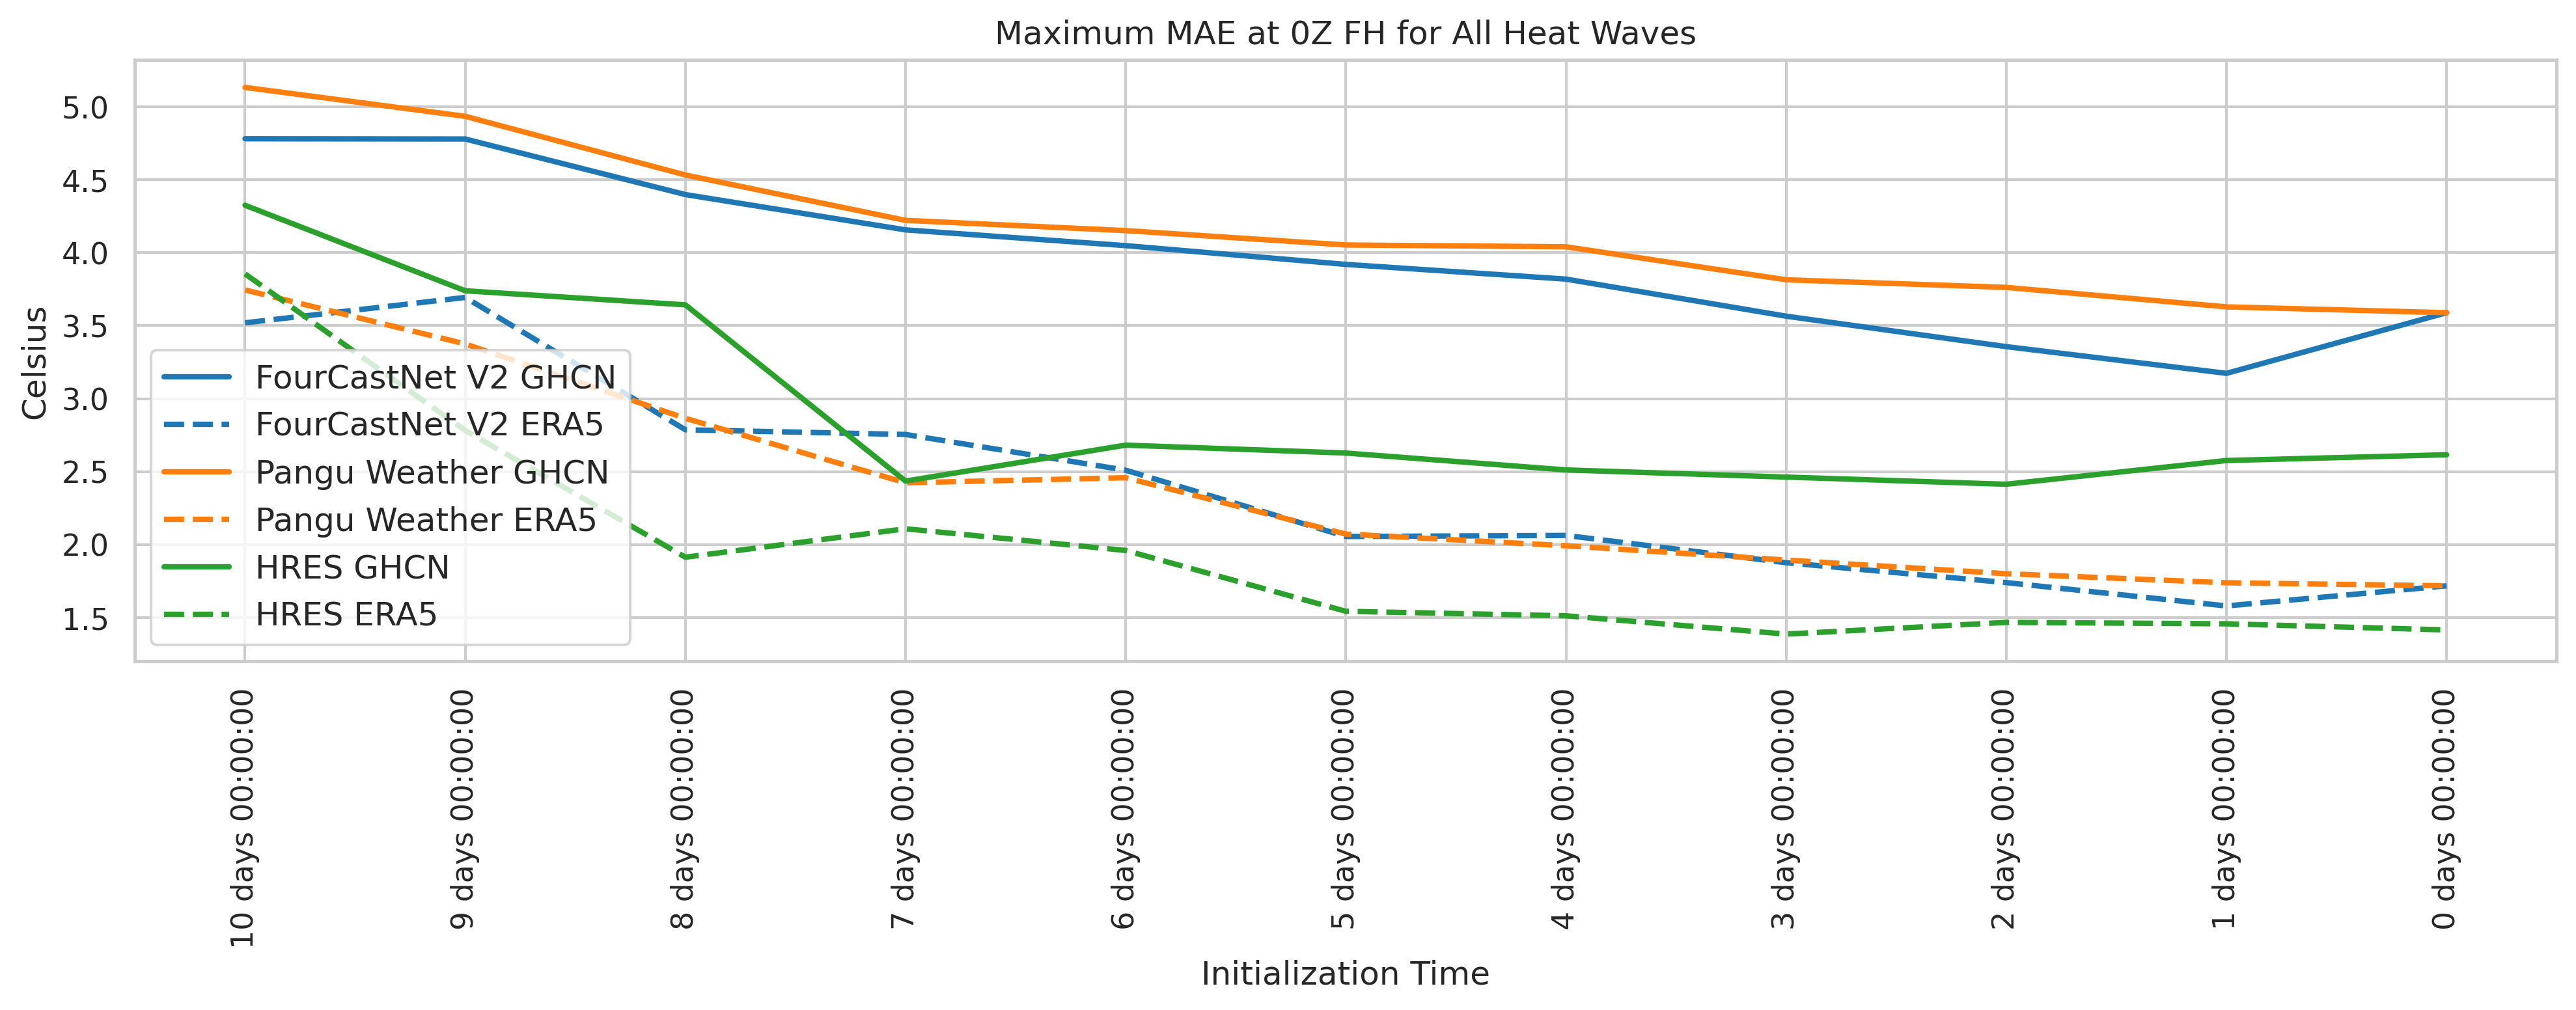 Maximum MAE at 0Z FH for All Heat Waves
Celsius
5.0
4.5
4.0
3.5
3.0
2.5
2.0
1.5
FourCastNet V2 GHCN
FourCastNet V2 ERA5
Pangu Weather GHCN
Pangu Weather ERA5
HRES GHCN
HRES ERA5
10 days 00:00:00
9 days 00:00:00
8 days 00:00:00
7 days 00:00:00
6 days 00:00:00
5 days 00:00:00
4 days 00:00:00
3 days 00:00:00
2 days 00:00:00
1 days 00:00:00
0 days 00:00:00
Initialization Time